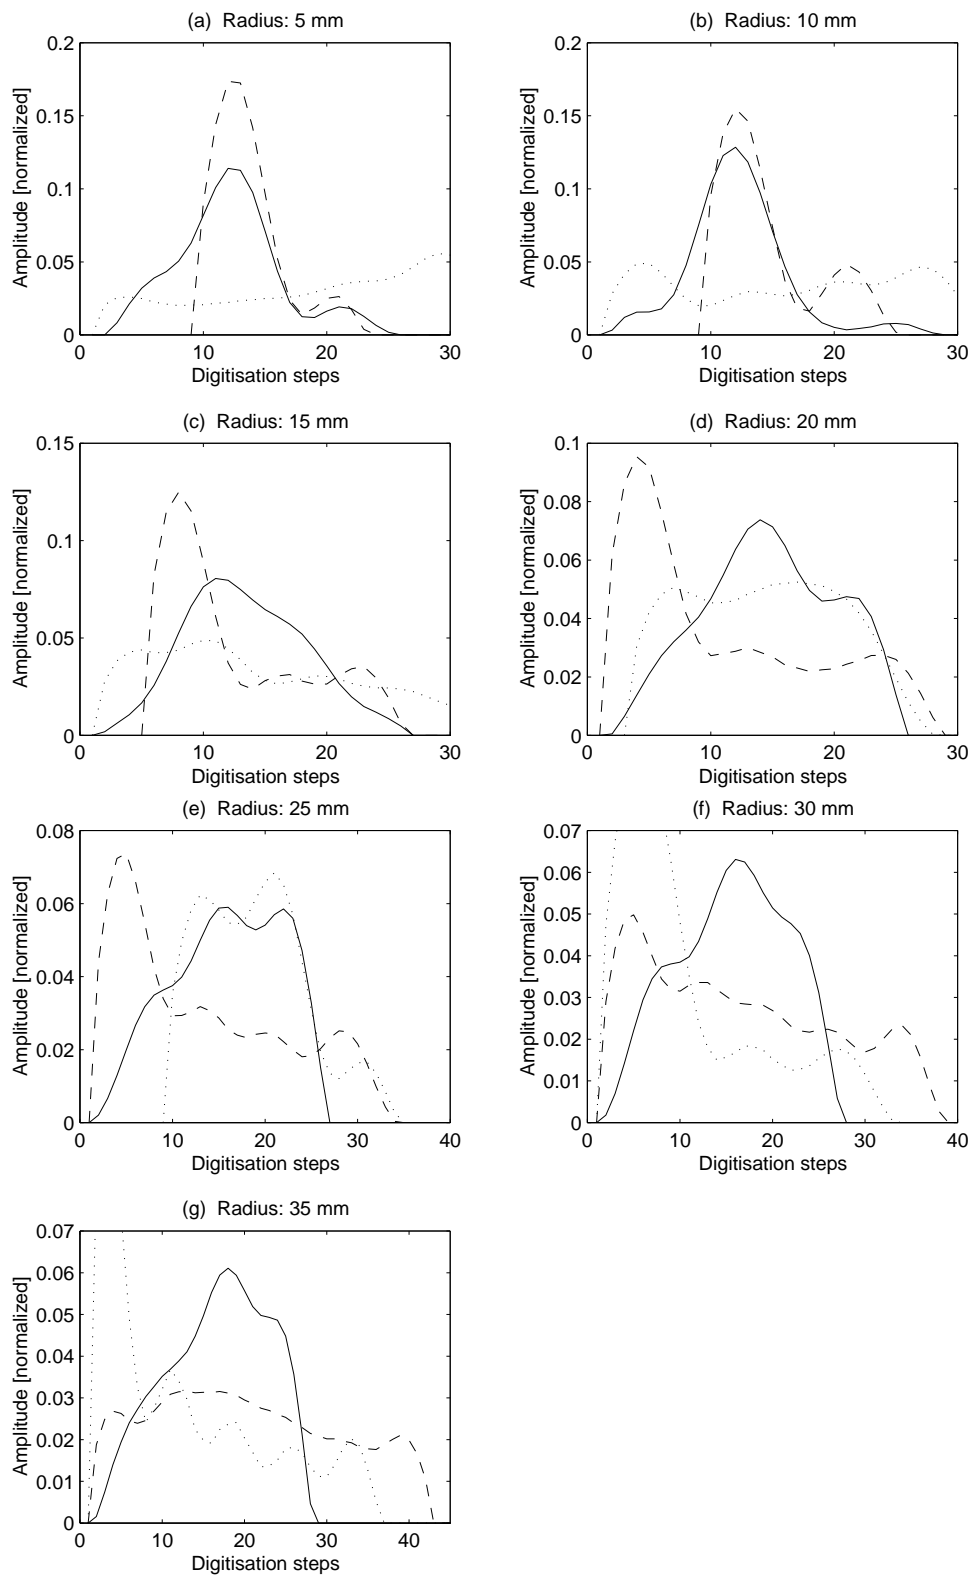 (a) Radius: 5 mm
Amplitude [normalized]
0.2
0.15
0.1
0.05
0
0 10 20 30
Digitisation steps
(b) Radius: 10 mm
Amplitude [normalized]
0.2
0.15
0.1
0.05
0
0 10 20 30
Digitisation steps
(c) Radius: 15 mm
Amplitude [normalized]
0.15
0.1
0.05
0
0 10 20 30
Digitisation steps
(d) Radius: 20 mm
Amplitude [normalized]
0.1
0.08
0.06
0.04
0.02
0
0 10 20 30
Digitisation steps
(e) Radius: 25 mm
Amplitude [normalized]
0.08
0.06
0.04
0.02
0
0 10 20 30 40
Digitisation steps
(f) Radius: 30 mm
Amplitude [normalized]
0.07
0.06
0.05
0.04
0.03
0.02
0.01
0
0 10 20 30 40
Digitisation steps
(g) Radius: 35 mm
Amplitude [normalized]
0.07
0.06
0.05
0.04
0.03
0.02
0.01
0
0 10 20 30 40
Digitisation steps